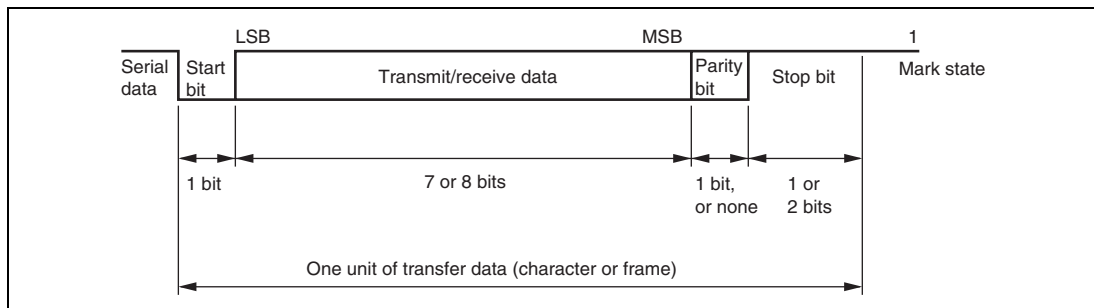 LSB
MSB
1
Serial
data
Start
bit
Transmit/receive data
Parity
bit
Stop bit
Mark state
1 bit
7 or 8 bits
1 bit,
or none
1 or
2 bits
One unit of transfer data (character or frame)